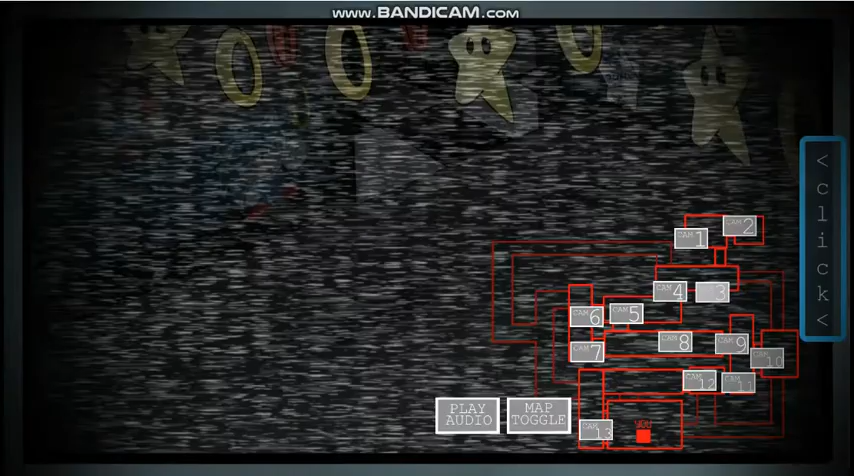 www.BANDICAM.com
CAM 1
CAM 2
CAM 4
3
CAM 6
CAM 5
CAM 7
CAM 8
CAM 9
CAM 10
CAM 12
CAM 11
CAM 13
YOU
PLAY AUDIO
MAP TOGGLE
<
c
l
i
c
k
<